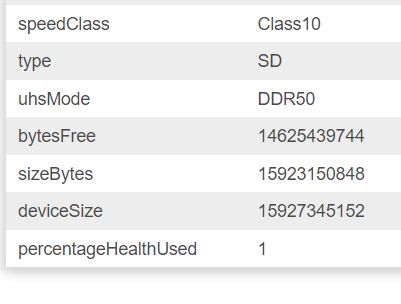 speedClass Class10
type SD
uhsMode DDR50
bytesFree 14625439744
sizeBytes 15923150848
deviceSize 15927345152
percentageHealthUsed 1